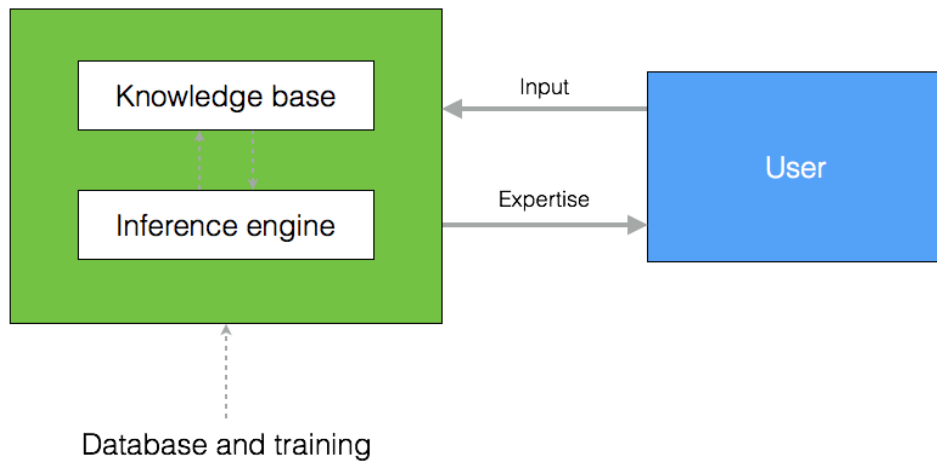 Knowledge base
Inference engine
Input
Expertise
User
Database and training